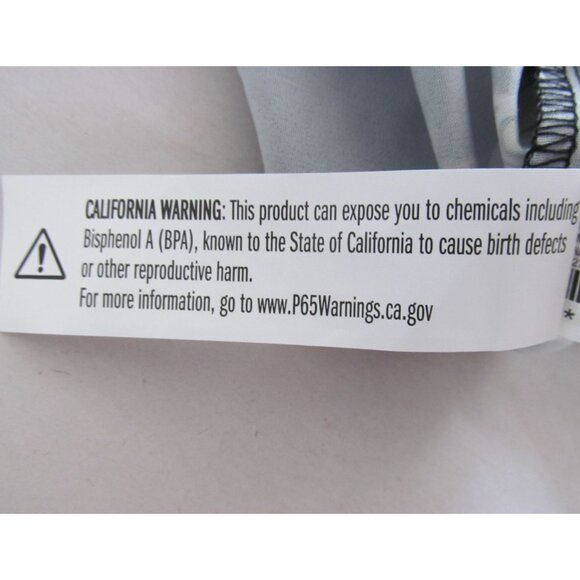 CALIFORNIA WARNING: This product can expose you to chemicals including
Bisphenol A (BPA), known to the State of California to cause birth defects
or other reproductive harm.
For more information, go to www.P65Warnings.ca.gov